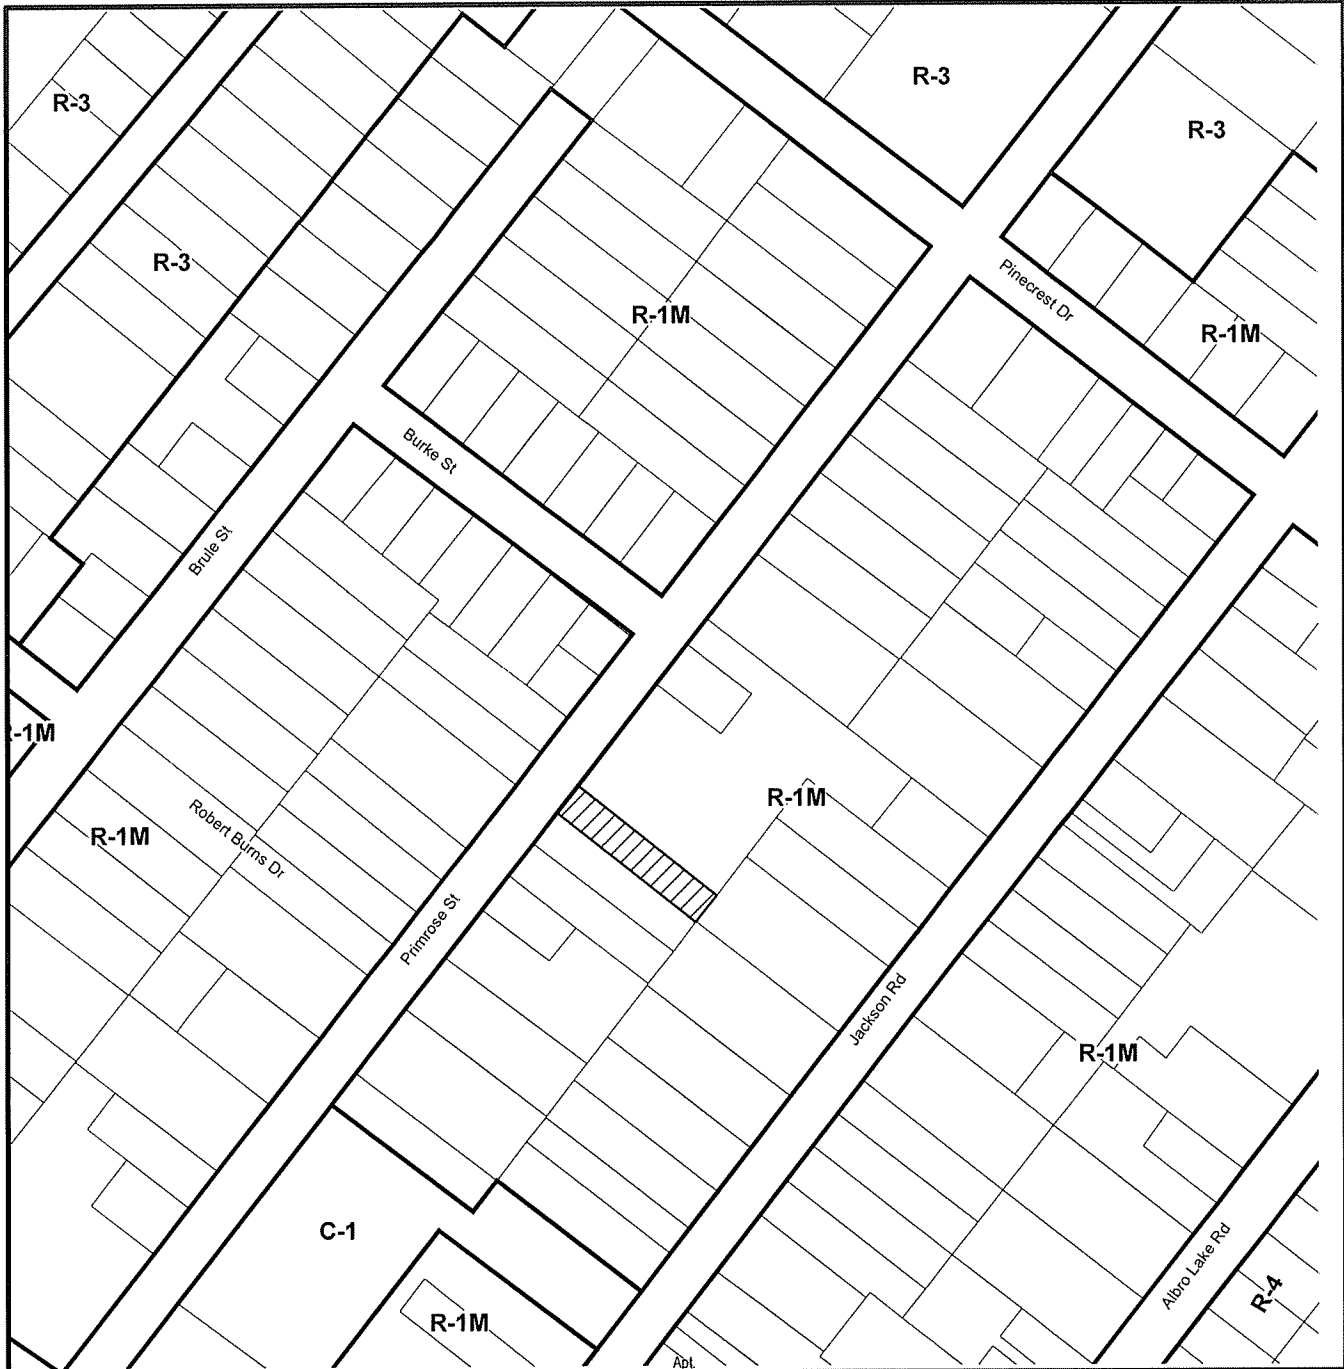 R-3
R-3
R-3
R-3
Pinecrest Dr
R-1M
R-1M
Burke St
Brule St
R-1M
R-1M
Robert Burns Dr
R-1M
Primrose St
Jackson Rd
R-1M
C-1
Albro Lake Rd
R-4
R-1M
Apt.